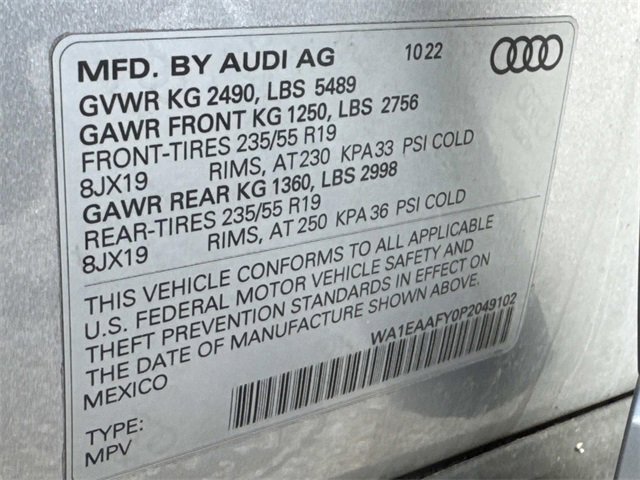 MFD. BY AUDI AG 10 22
GVWR KG 2490, LBS 5489
GAWR FRONT KG 1250, LBS 2756
FRONT-TIRES 235/55 R19
8JX19 RIMS, AT 230 KPA 33 PSI COLD
GAWR REAR KG 1360, LBS 2998
REAR-TIRES 235/55 R19
8JX19 RIMS, AT 250 KPA 36 PSI COLD
THIS VEHICLE CONFORMS TO ALL APPLICABLE
U.S. FEDERAL MOTOR VEHICLE SAFETY AND
THEFT PREVENTION STANDARDS IN EFFECT ON
THE DATE OF MANUFACTURE SHOWN ABOVE.
MEXICO WA1EAAFY0P2049102
TYPE:
MPV